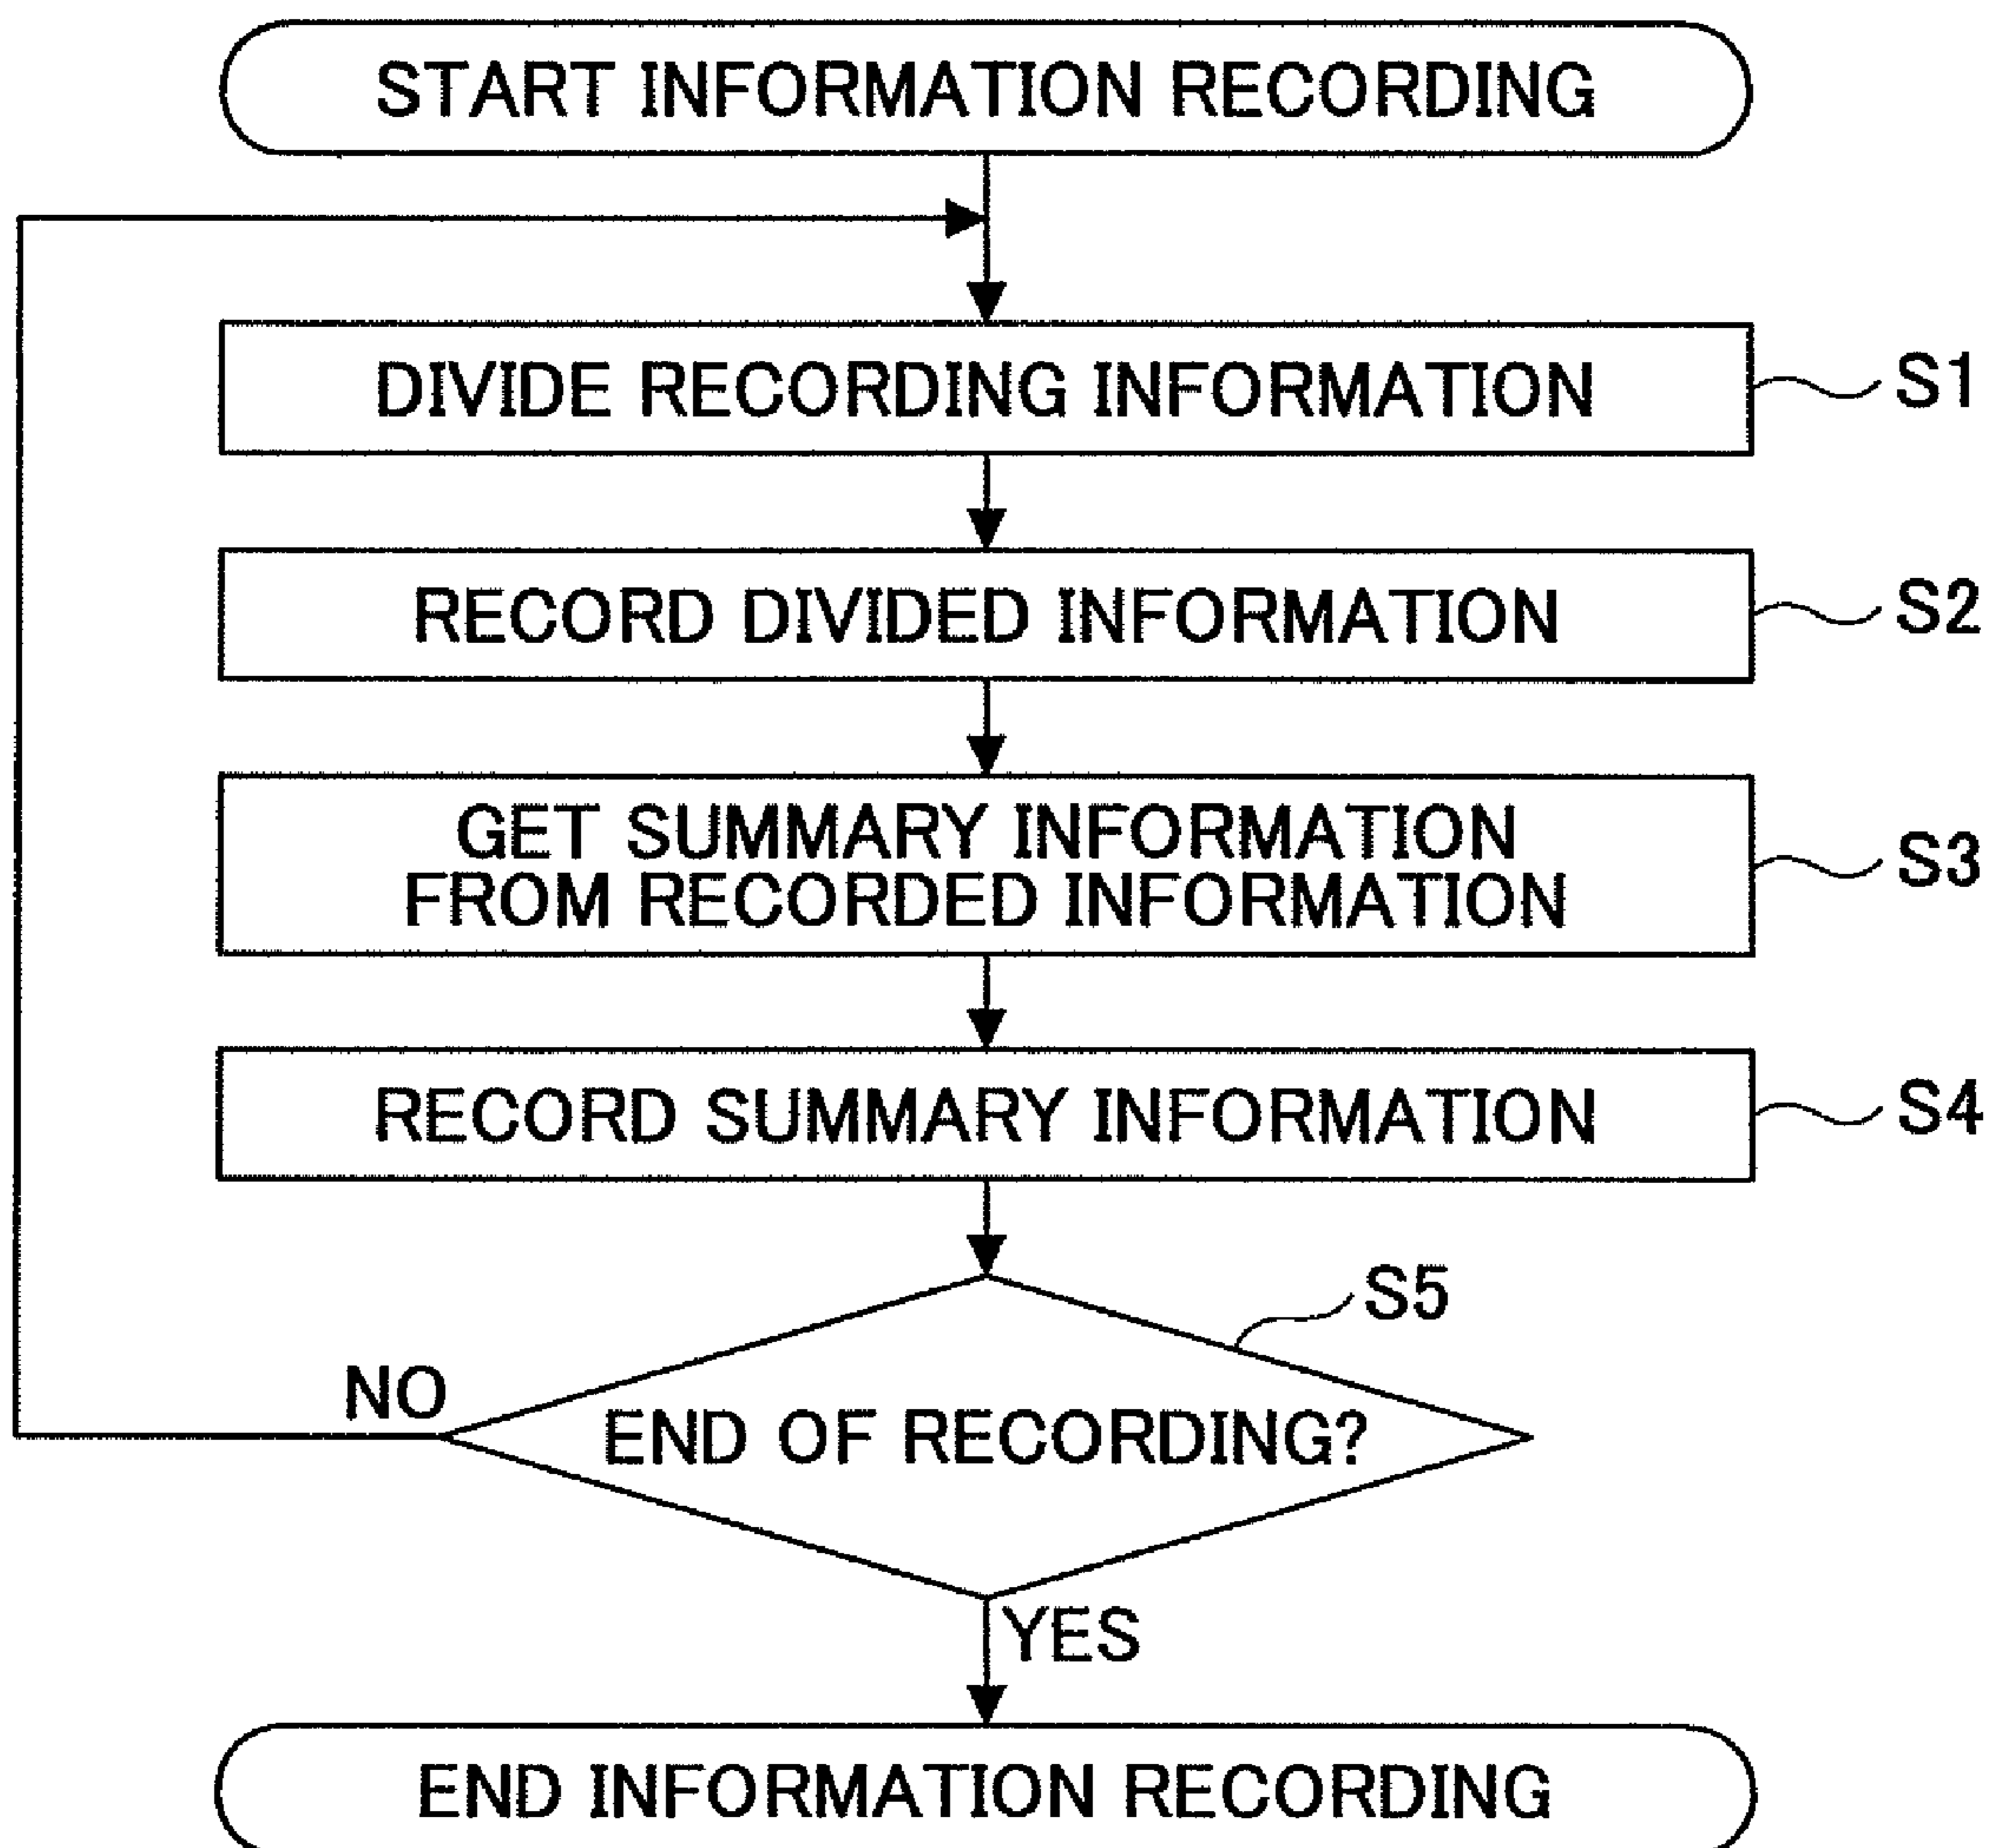 START INFORMATION RECORDING
DIVIDE RECORDING INFORMATION
S1
RECORD DIVIDED INFORMATION
S2
GET SUMMARY INFORMATION
FROM RECORDED INFORMATION
S3
RECORD SUMMARY INFORMATION
S4
S5
NO
END OF RECORDING?
YES
END INFORMATION RECORDING